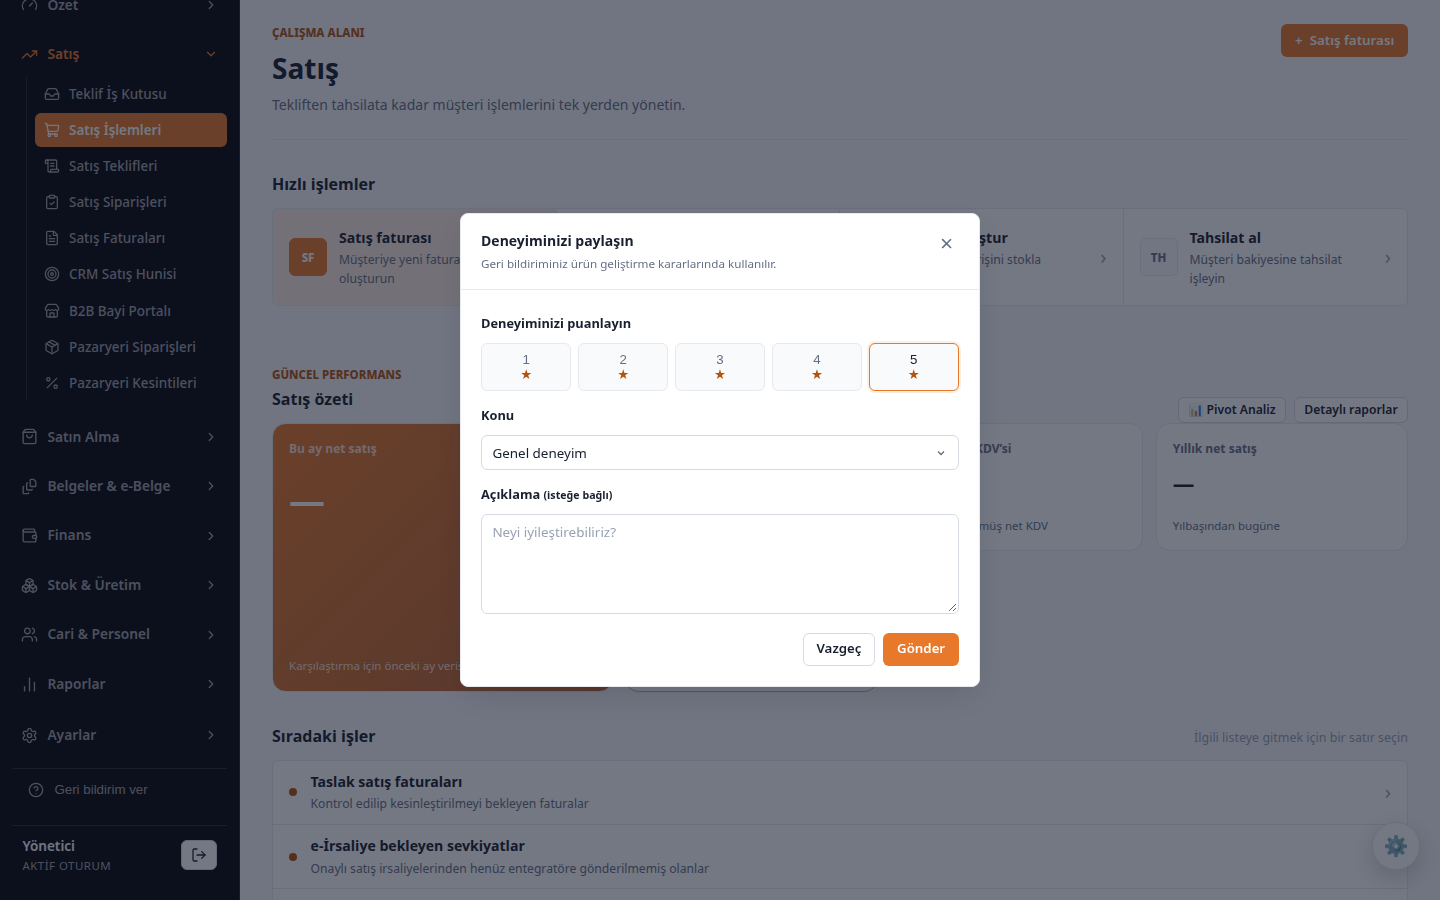 Özet
Satış
Teklif İş Kutusu
Satış İşlemleri
Satış Teklifleri
Satış Siparişleri
Satış Faturaları
CRM Satış Hunisi
B2B Bayi Portalı
Pazaryeri Siparişleri
Pazaryeri Kesintileri
Satın Alma
Belgeler & e-Belge
Finans
Stok & Üretim
Cari & Personel
Raporlar
Ayarlar
Geri bildirim ver
Yönetici
AKTİF OTURUM
ÇALIŞMA ALANI
Satış
Tekliften tahsilata kadar müşteri işlemlerini tek yerden yönetin.
+ Satış faturası
Hızlı işlemler
SF
Satış faturası
Müşteriye yeni fatura
oluşturun
TH
Tahsilat al
Müşteri bakiyesine tahsilat
işleyin
GÜNCEL PERFORMANS
Satış özeti
📊 Pivot Analiz
Detaylı raporlar
Bu ay net satış
—
Karşılaştırma için önceki ay
KDV'si
net KDV
Yıllık net satış
—
Yılbaşından bugüne
Deneyiminizi paylaşın
Geri bildiriminiz ürün geliştirme kararlarında kullanılır.
Deneyiminizi puanlayın
1 2 3 4 5
★ ★ ★ ★ ★
Konu
Genel deneyim
Açıklama (isteğe bağlı)
Neyi iyileştirebiliriz?
Vazgeç
Gönder
Sıradaki işler
İlgili listeye gitmek için bir satır seçin
Taslak satış faturaları
Kontrol edilip kesinleştirilmeyi bekleyen faturalar
e-İrsaliye bekleyen sevkiyatlar
Onaylı satış irsaliyelerinden henüz entegratöre gönderilmemiş olanlar